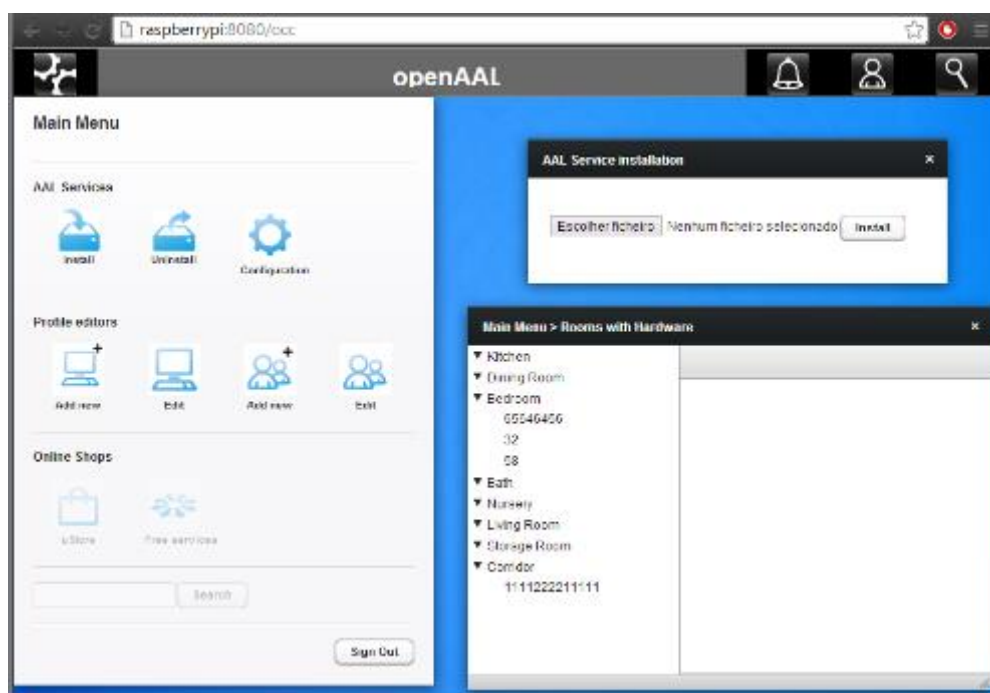 raspberrypi:8080/ucc
openAAL
Main Menu
AAL Services
Install
Uninstall
Configuration
Profile editors
Add new
Edit
Add new
Edit
Online Shops
uStore
Free services
Search
Sign Out
AAL Service installation
Escolher ficheiro Nenhum ficheiro selecionado Install
Main Menu > Rooms with Hardware
Kitchen
Dining Room
Bedroom
65646456
32
58
Bath
Nursery
Living Room
Storage Room
Corridor
1111222211111